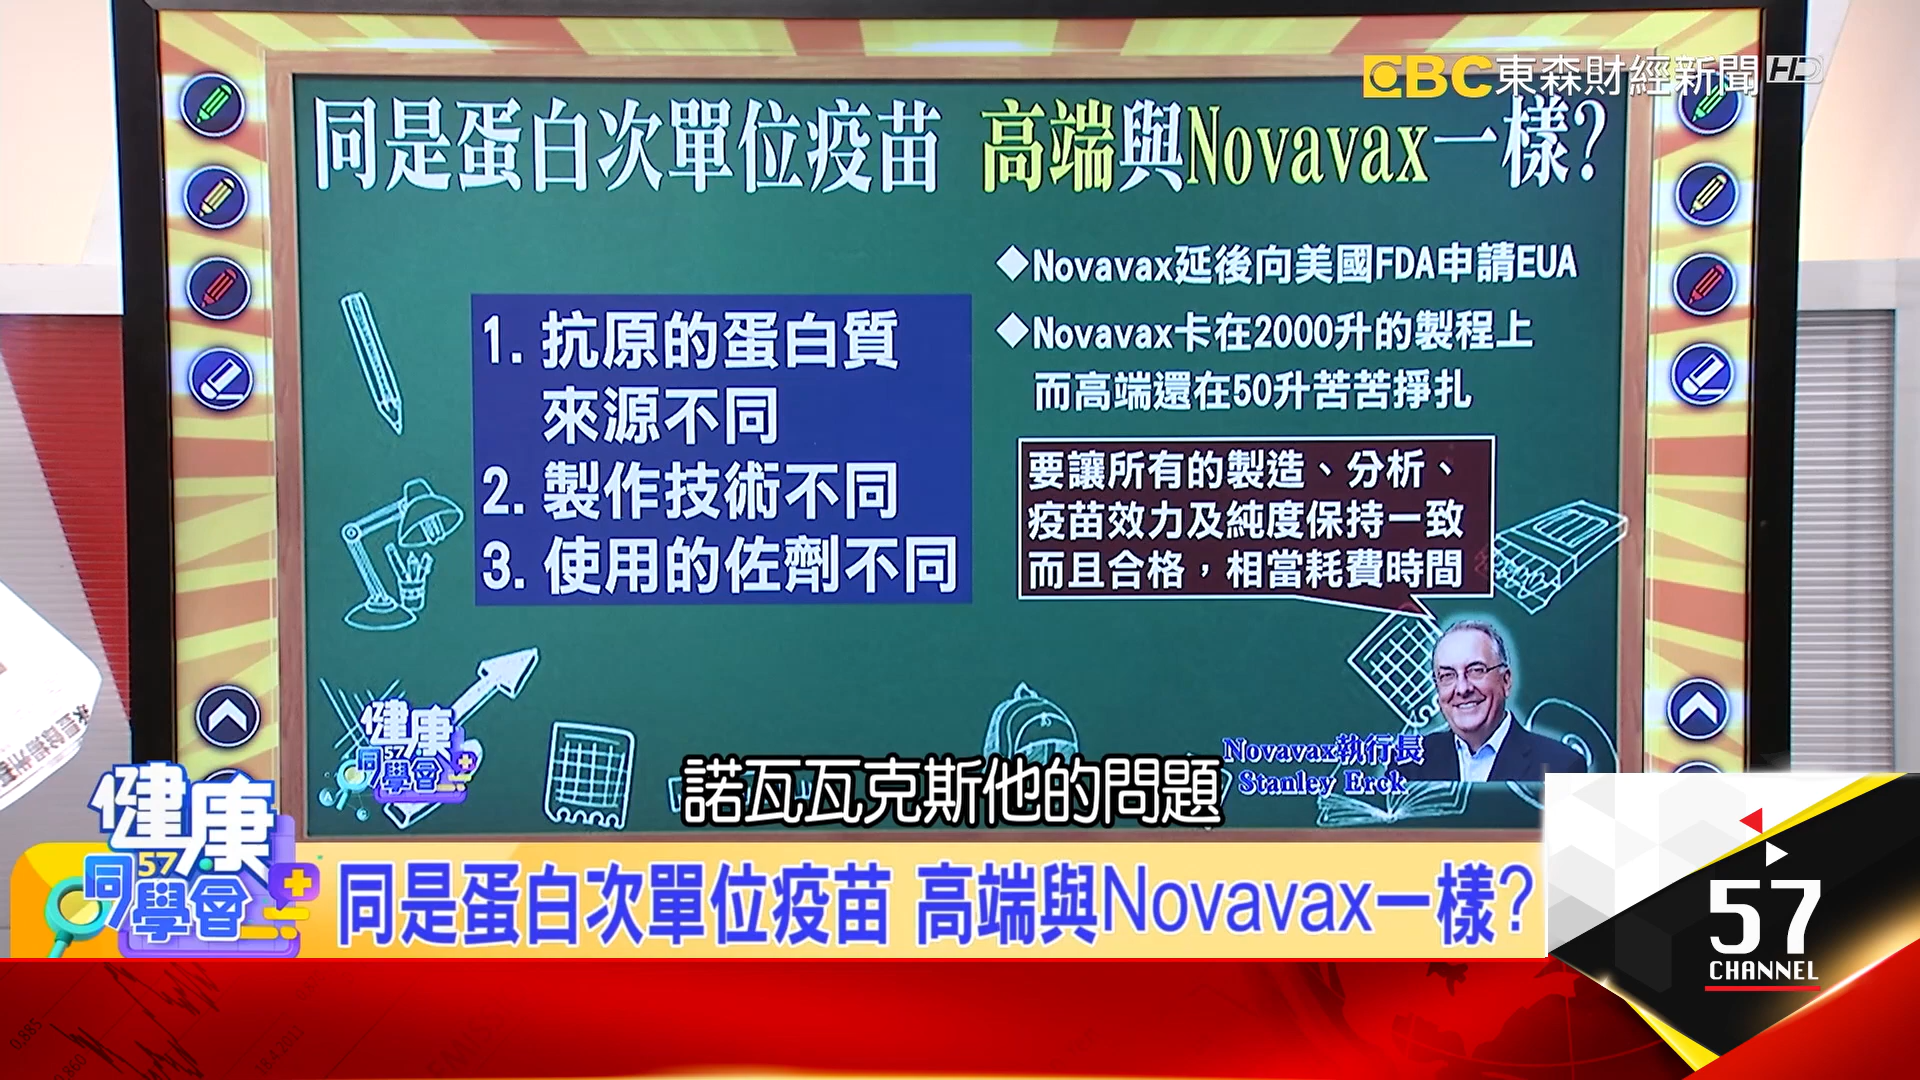 EBC東森財經新聞HD
同是蛋白次單位疫苗 高端與Novavax一樣?
◆Novavax延後向美國FDA申請EUA
◆Novavax卡在2000升的製程上
而高端還在50升苦苦掙扎
1.抗原的蛋白質
來源不同
2.製作技術不同
3.使用的佐劑不同
要讓所有的製造、分析、
疫苗效力及純度保持一致
而且合格，相當耗費時間
Novavax執行長
Stanley Erck
健康
57
同學會
諾瓦瓦克斯他的問題
健康
57
同學會
同是蛋白次單位疫苗 高端與Novavax一樣?
57
CHANNEL